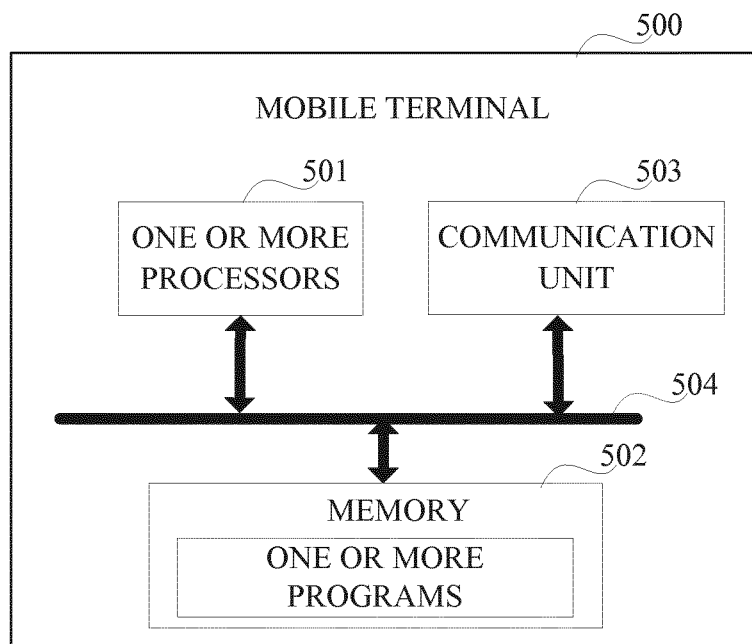 500
MOBILE TERMINAL
501
503
ONE OR MORE
PROCESSORS
COMMUNICATION
UNIT
504
502
MEMORY
ONE OR MORE
PROGRAMS